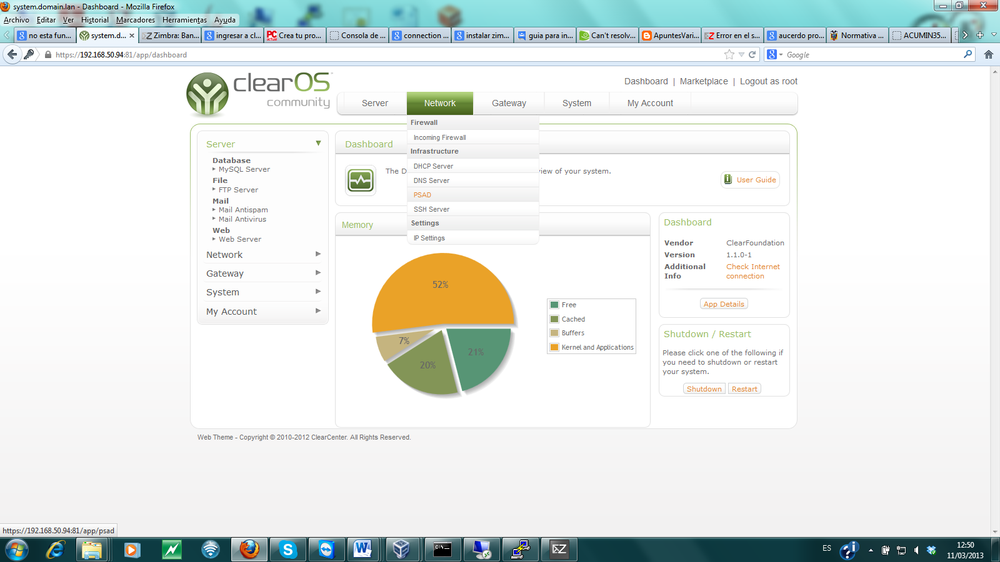 system.domain.lan - Dashboard - Mozilla Firefox
Archivo Editar Ver Historial Marcadores Herramientas Ayuda
no esta fun... system.d... Zimbra: Ban... ingresar a cl... Crea tu pro... Consola de ... connection ... instalar zim... guia para in... Can't resolv... ApuntesVari... Error en el s... aucerdo pro... Normativa ... ACUMIN35...
https://192.168.50.94:81/app/dashboard
Google
clearOS
community
Dashboard | Marketplace | Logout as root
Server Network Gateway System My Account
Firewall
Incoming Firewall
Infrastructure
DHCP Server
DNS Server
PSAD
SSH Server
Settings
IP Settings
Server
Database
MySQL Server
File
FTP Server
Mail
Mail Antispam
Mail Antivirus
Web
Web Server
Network
Gateway
System
My Account
Dashboard
The D
iew of your system.
User Guide
Memory
52%
7%
20%
21%
Free
Cached
Buffers
Kernel and Applications
Dashboard
Vendor ClearFoundation
Version 1.1.0-1
Additional Info Check Internet connection
App Details
Shutdown / Restart
Please click one of the following if
you need to shutdown or restart
your system.
Shutdown Restart
Web Theme - Copyright © 2010-2012 ClearCenter. All Rights Reserved.
https://192.168.50.94:81/app/psad
ES
12:50
11/03/2013